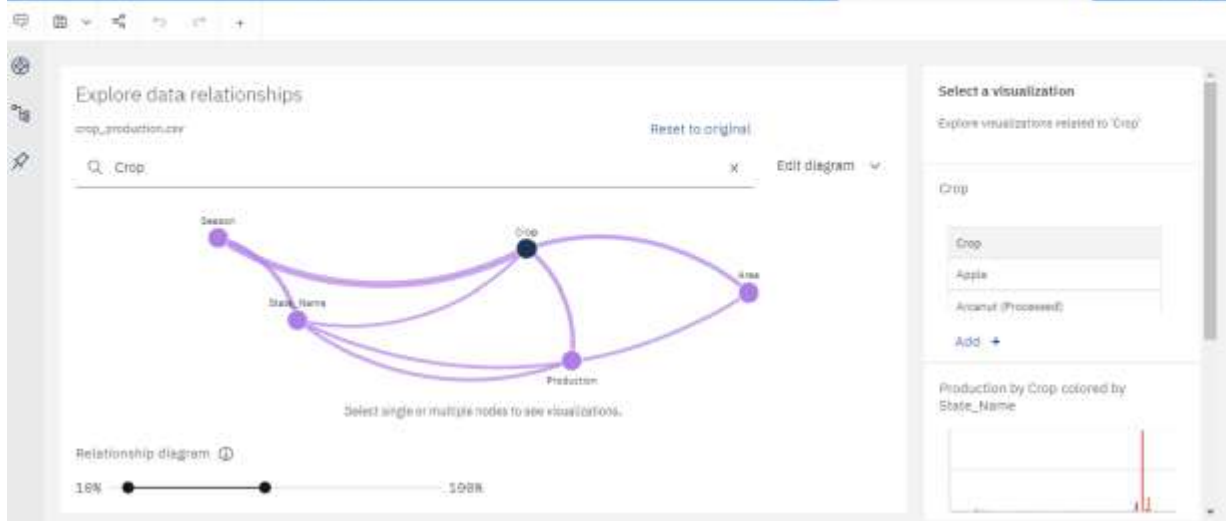 Explore data relationships
crop_production.csv
Reset to original
Crop
x
Edit diagram
Season
Crop
Area
State_Name
Production
Select single or multiple nodes to see visualizations.
Relationship diagram
10%
100%
Select a visualization
Explore visualizations related to 'Crop'
Crop
Crop
Apple
Arcanut (Processed)
Add +
Production by Crop colored by
State_Name